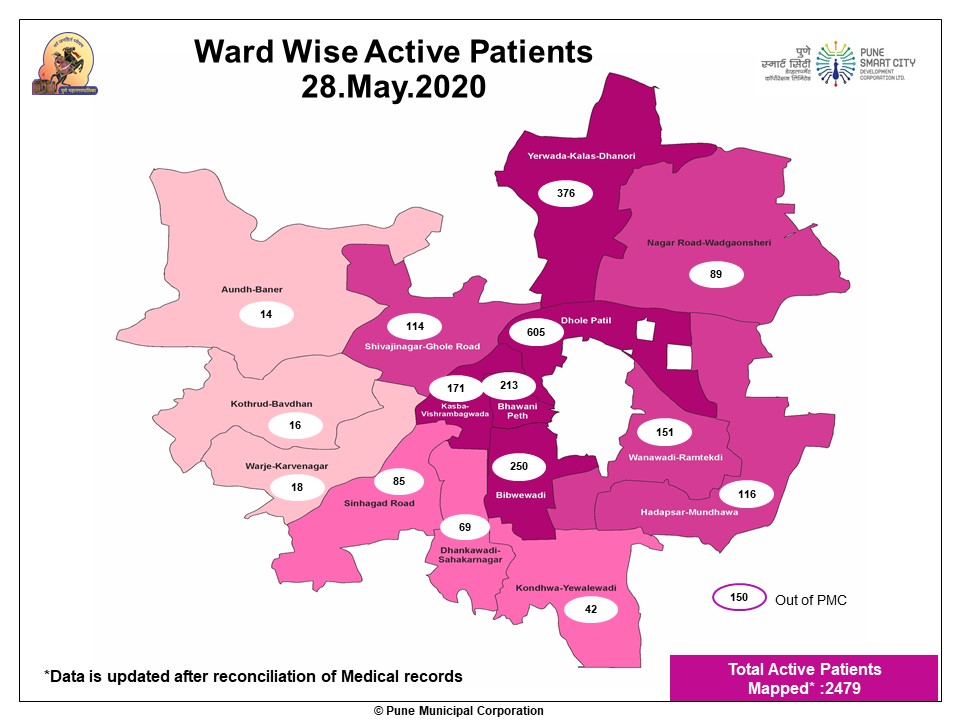 Ward Wise Active Patients
28.May.2020
पुणे
स्मार्ट सिटी
डेव्हलपमेंट
कॉर्पोरेशन लिमिटेड
PUNE
SMART CITY
DEVELOPMENT
CORPORATION LTD.
Yerwada-Kalas-Dhanori
376
Nagar Road-Wadgaonsheri
89
Aundh-Baner
14
114
Shivajinagar-Ghole Road
Dhole Patil
605
171
Kasba-
Vishrambagwada
213
Bhawani
Peth
Kothrud-Bavdhan
16
151
Wanawadi-Ramtekdi
Warje-Karvenagar
18
85
Sinhagad Road
250
Bibwewadi
116
Hadapsar-Mundhawa
69
Dhankawadi-
Sahakarnagar
Kondhwa-Yewalewadi
42
150 Out of PMC
*Data is updated after reconciliation of Medical records
Total Active Patients
Mapped* :2479
© Pune Municipal Corporation